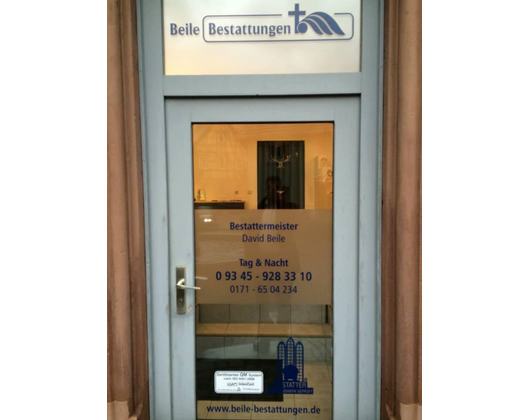 Beile Bestattungen
Bestattermeister
David Beile
Tag & Nacht
0 93 45 - 928 33 10
0171 - 65 04 234
BESTATTER
www.beile-bestattungen.de